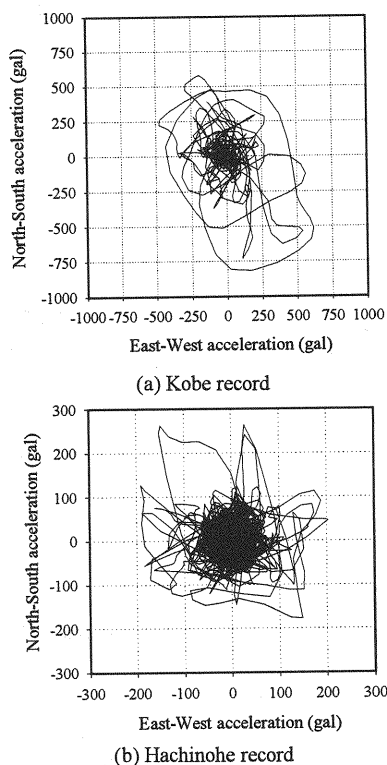 1000
750
500
250
0
-250
-500
-750
-1000
North-South acceleration (gal)
-1000 -750 -500 -250 0 250 500 750 1000
East-West acceleration (gal)
(a) Kobe record
300
200
100
0
-100
-200
-300
North-South acceleration (gal)
-300 -200 -100 0 100 200 300
East-West acceleration (gal)
(b) Hachinohe record